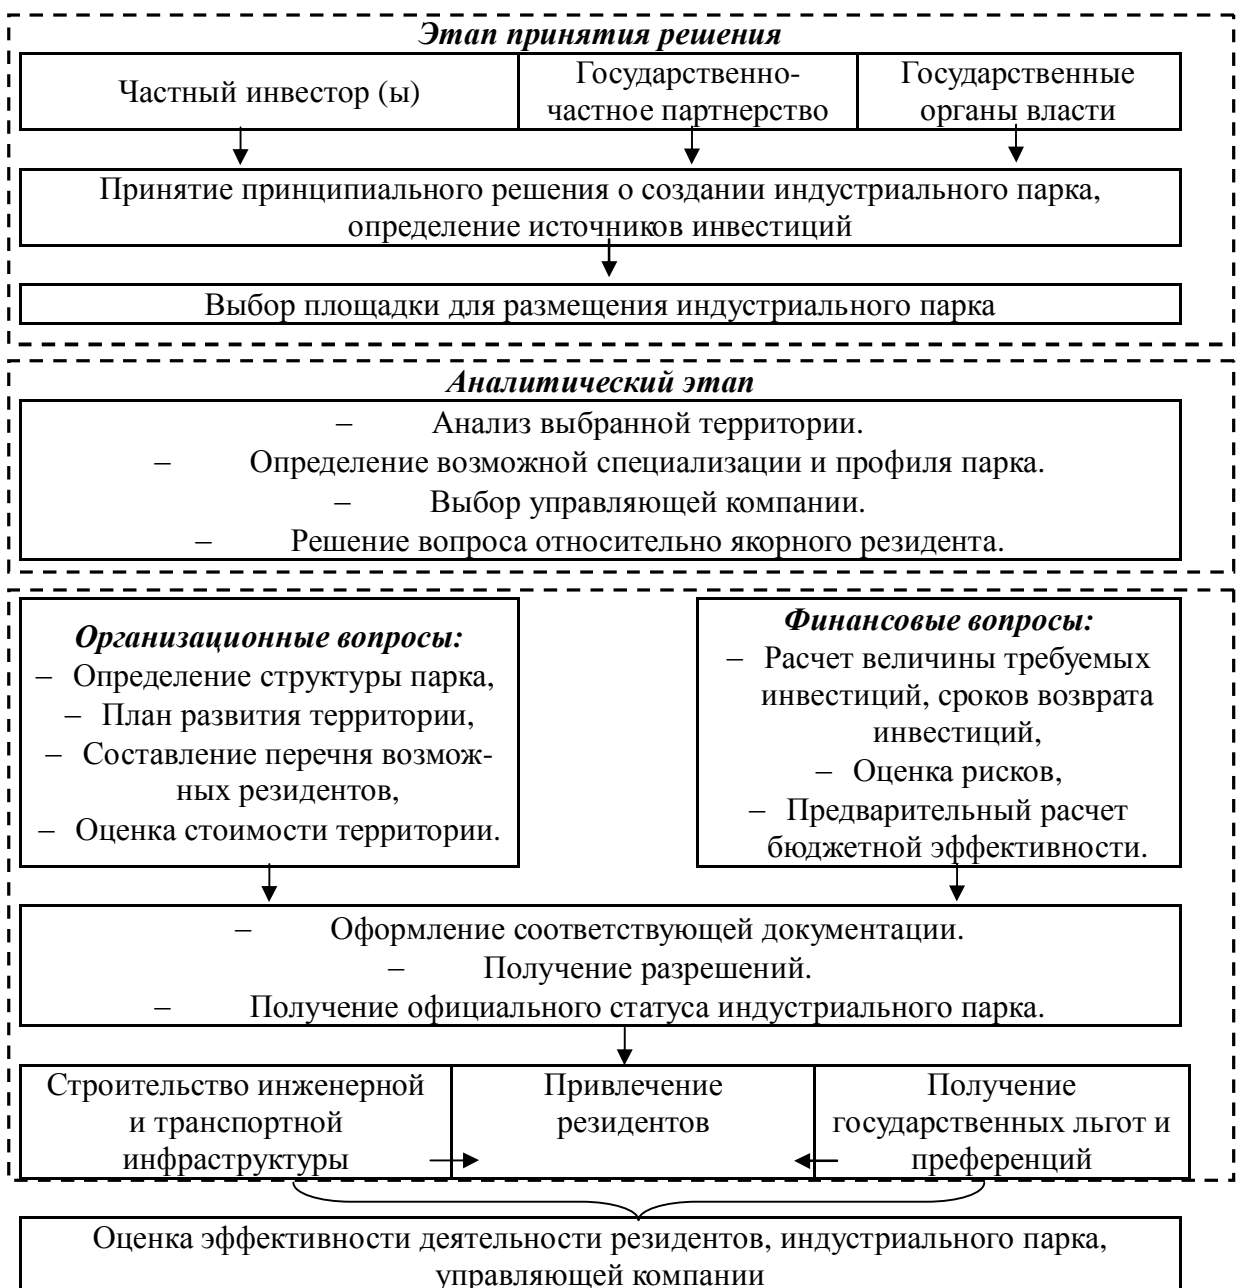 Этап принятия решения
Частный инвестор (ы)
Государственно-
частное партнерство
Государственные
органы власти
Принятие принципиального решения о создании индустриального парка,
определение источников инвестиций
Выбор площадки для размещения индустриального парка
Аналитический этап
– Анализ выбранной территории.
– Определение возможной специализации и профиля парка.
– Выбор управляющей компании.
– Решение вопроса относительно якорного резидента.
Организационные вопросы:
– Определение структуры парка,
– План развития территории,
– Составление перечня возмож-
ных резидентов,
– Оценка стоимости территории.
Финансовые вопросы:
– Расчет величины требуемых
инвестиций, сроков возврата
инвестиций,
– Оценка рисков,
– Предварительный расчет
бюджетной эффективности.
– Оформление соответствующей документации.
– Получение разрешений.
– Получение официального статуса индустриального парка.
Строительство инженерной
и транспортной
инфраструктуры
Привлечение
резидентов
Получение
государственных льгот и
преференций
Оценка эффективности деятельности резидентов, индустриального парка,
управляющей компании